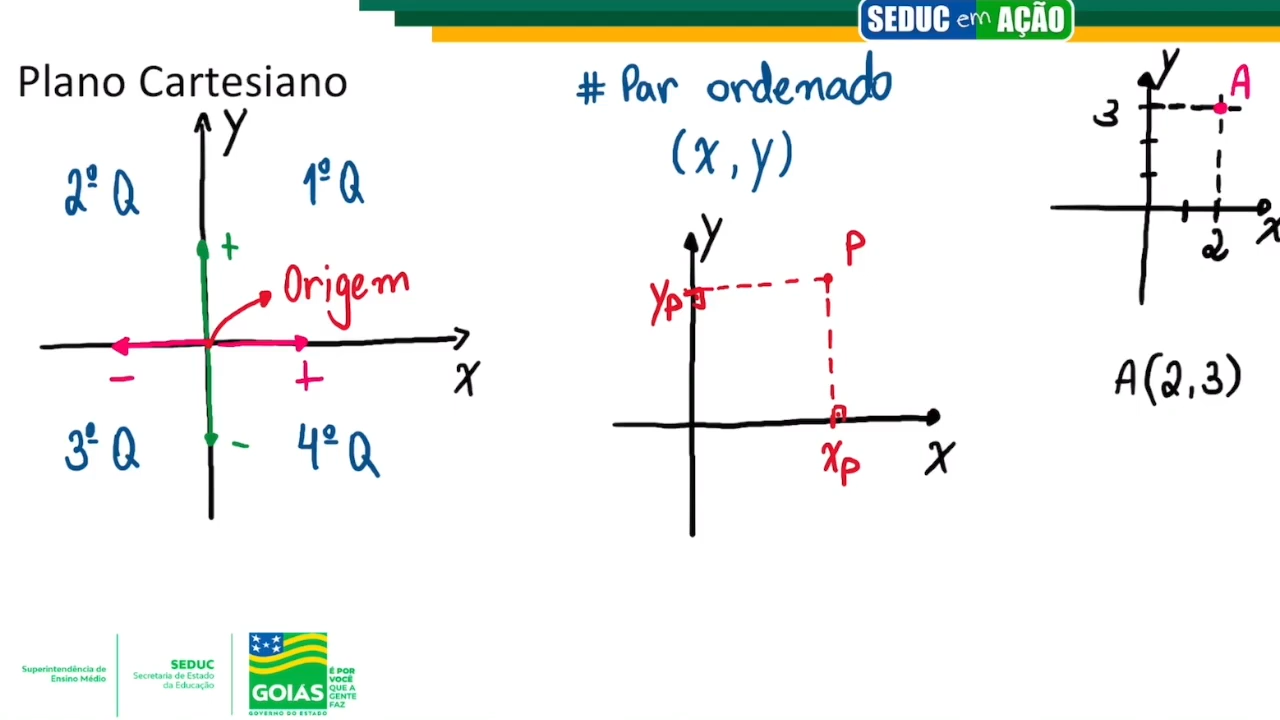 SEDUC em AÇÃO
Plano Cartesiano
Y
2º Q
1º Q
+
Origem
-
+
X
3º Q
-
4º Q
# Par ordenado
(x, y)
Y
P
yP
xP
X
Y
A
3
2
X
A(2,3)
Superintendência de
Ensino Médio
SEDUC
Secretaria de Estado
da Educação
GOIÁS
GOVERNO DO ESTADO
É POR
VOCÊ
QUE A
GENTE
FAZ